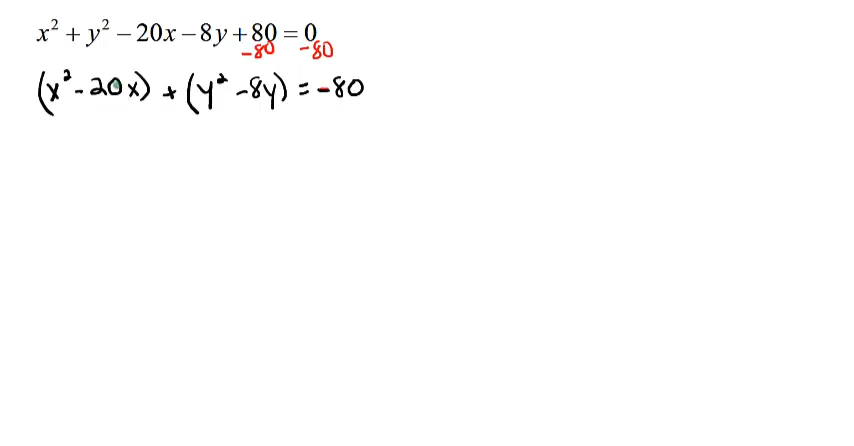 x² + y² − 20x − 8y + 80 = 0
−80 −80
(x² − 20x) + (y² − 8y) = −80